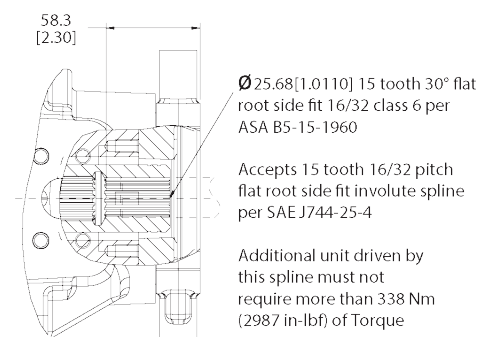 58.3
[2.30]
Ø25.68[1.0110] 15 tooth 30° flat
root side fit 16/32 class 6 per
ASA B5-15-1960
Accepts 15 tooth 16/32 pitch
flat root side fit involute spline
per SAE J744-25-4
Additional unit driven by
this spline must not
require more than 338 Nm
(2987 in-lbf) of Torque